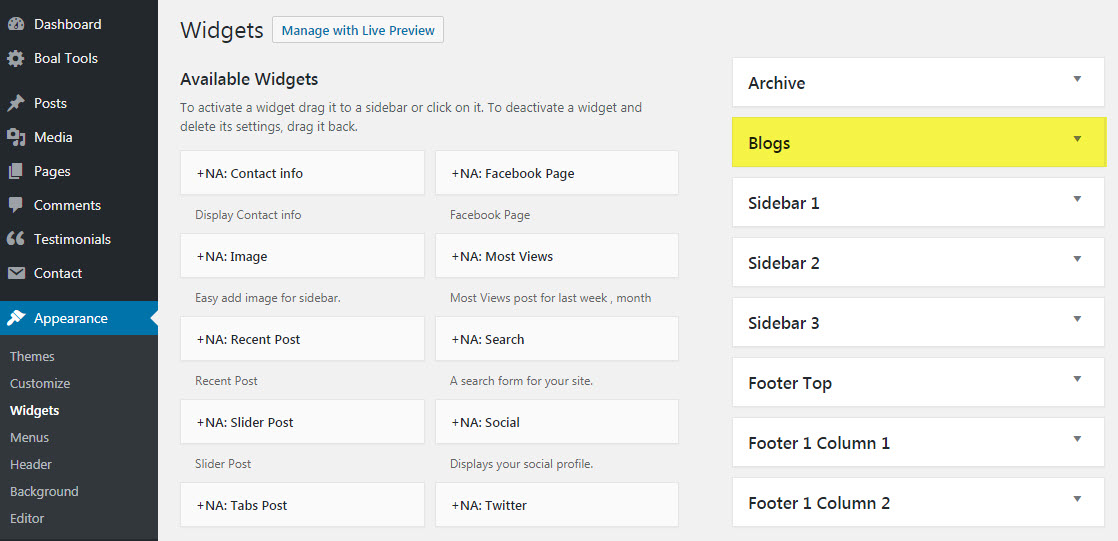 Dashboard
Boal Tools
Posts
Media
Pages
Comments
Testimonials
Contact
Appearance
Themes
Customize
Widgets
Menus
Header
Background
Editor
Widgets
Manage with Live Preview
Available Widgets
To activate a widget drag it to a sidebar or click on it. To deactivate a widget and
delete its settings, drag it back.
+NA: Contact info
Display Contact info
+NA: Facebook Page
Facebook Page
+NA: Image
Easy add image for sidebar.
+NA: Most Views
Most Views post for last week , month
+NA: Recent Post
Recent Post
+NA: Search
A search form for your site.
+NA: Slider Post
Slider Post
+NA: Social
Displays your social profile.
+NA: Tabs Post
+NA: Twitter
Archive
Blogs
Sidebar 1
Sidebar 2
Sidebar 3
Footer Top
Footer 1 Column 1
Footer 1 Column 2